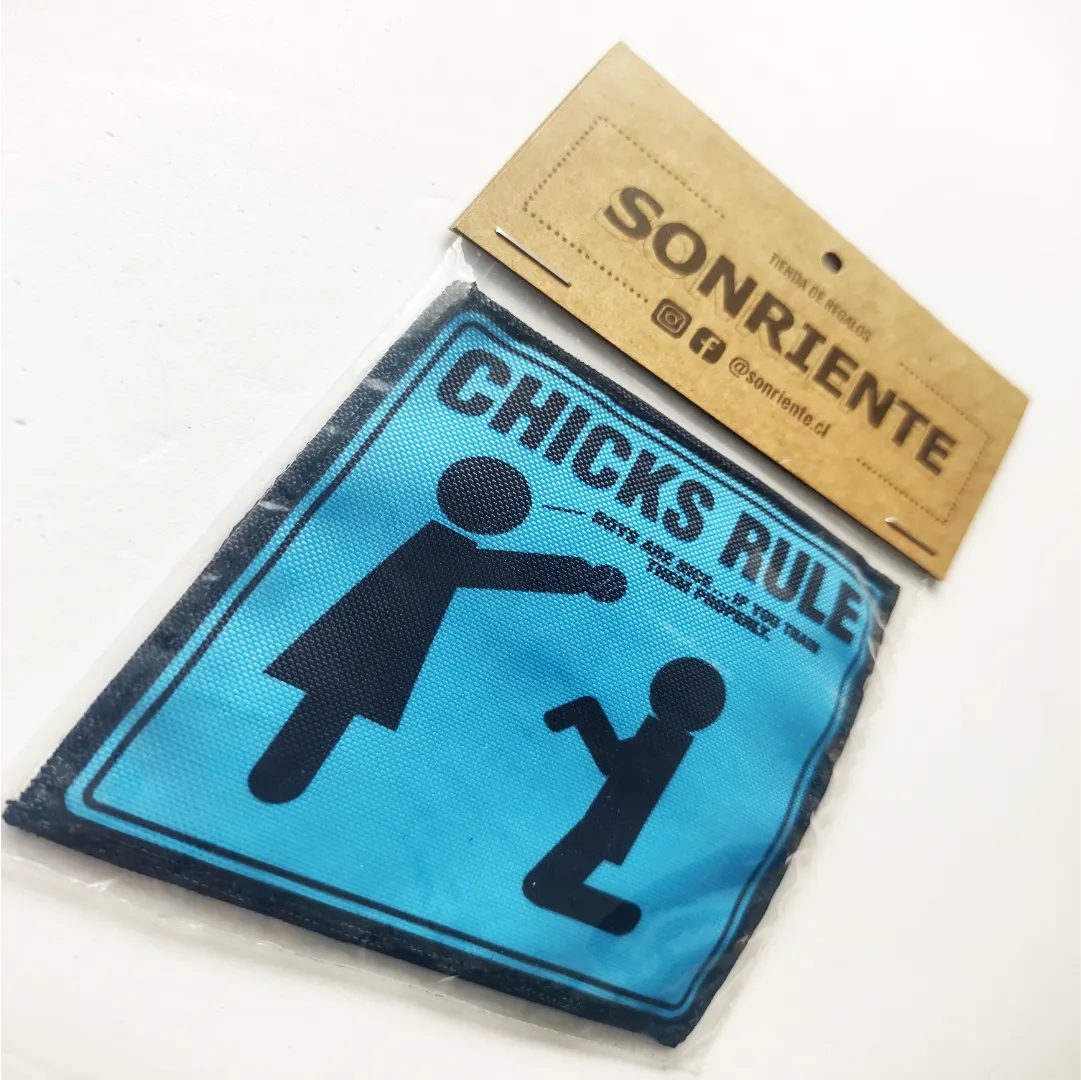 TIENDA DE REGALOS
SONRIENTE
@sonriente.cl
CHICKS RULE
BOYS ARE NICE...IF YOU TRAIN
THEM PROPERLY.